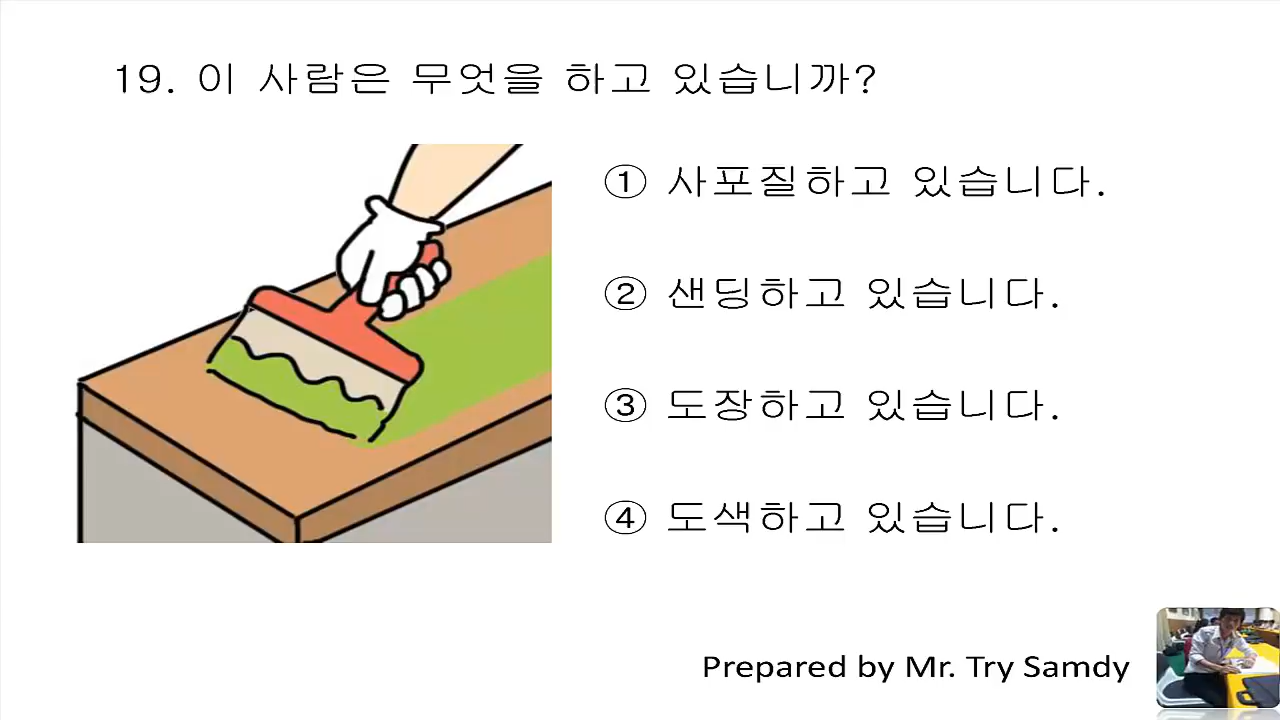 19. 이 사람은 무엇을 하고 있습니까?
① 사포질하고 있습니다.
② 샌딩하고 있습니다.
③ 도장하고 있습니다.
④ 도색하고 있습니다.
Prepared by Mr. Try Samdy